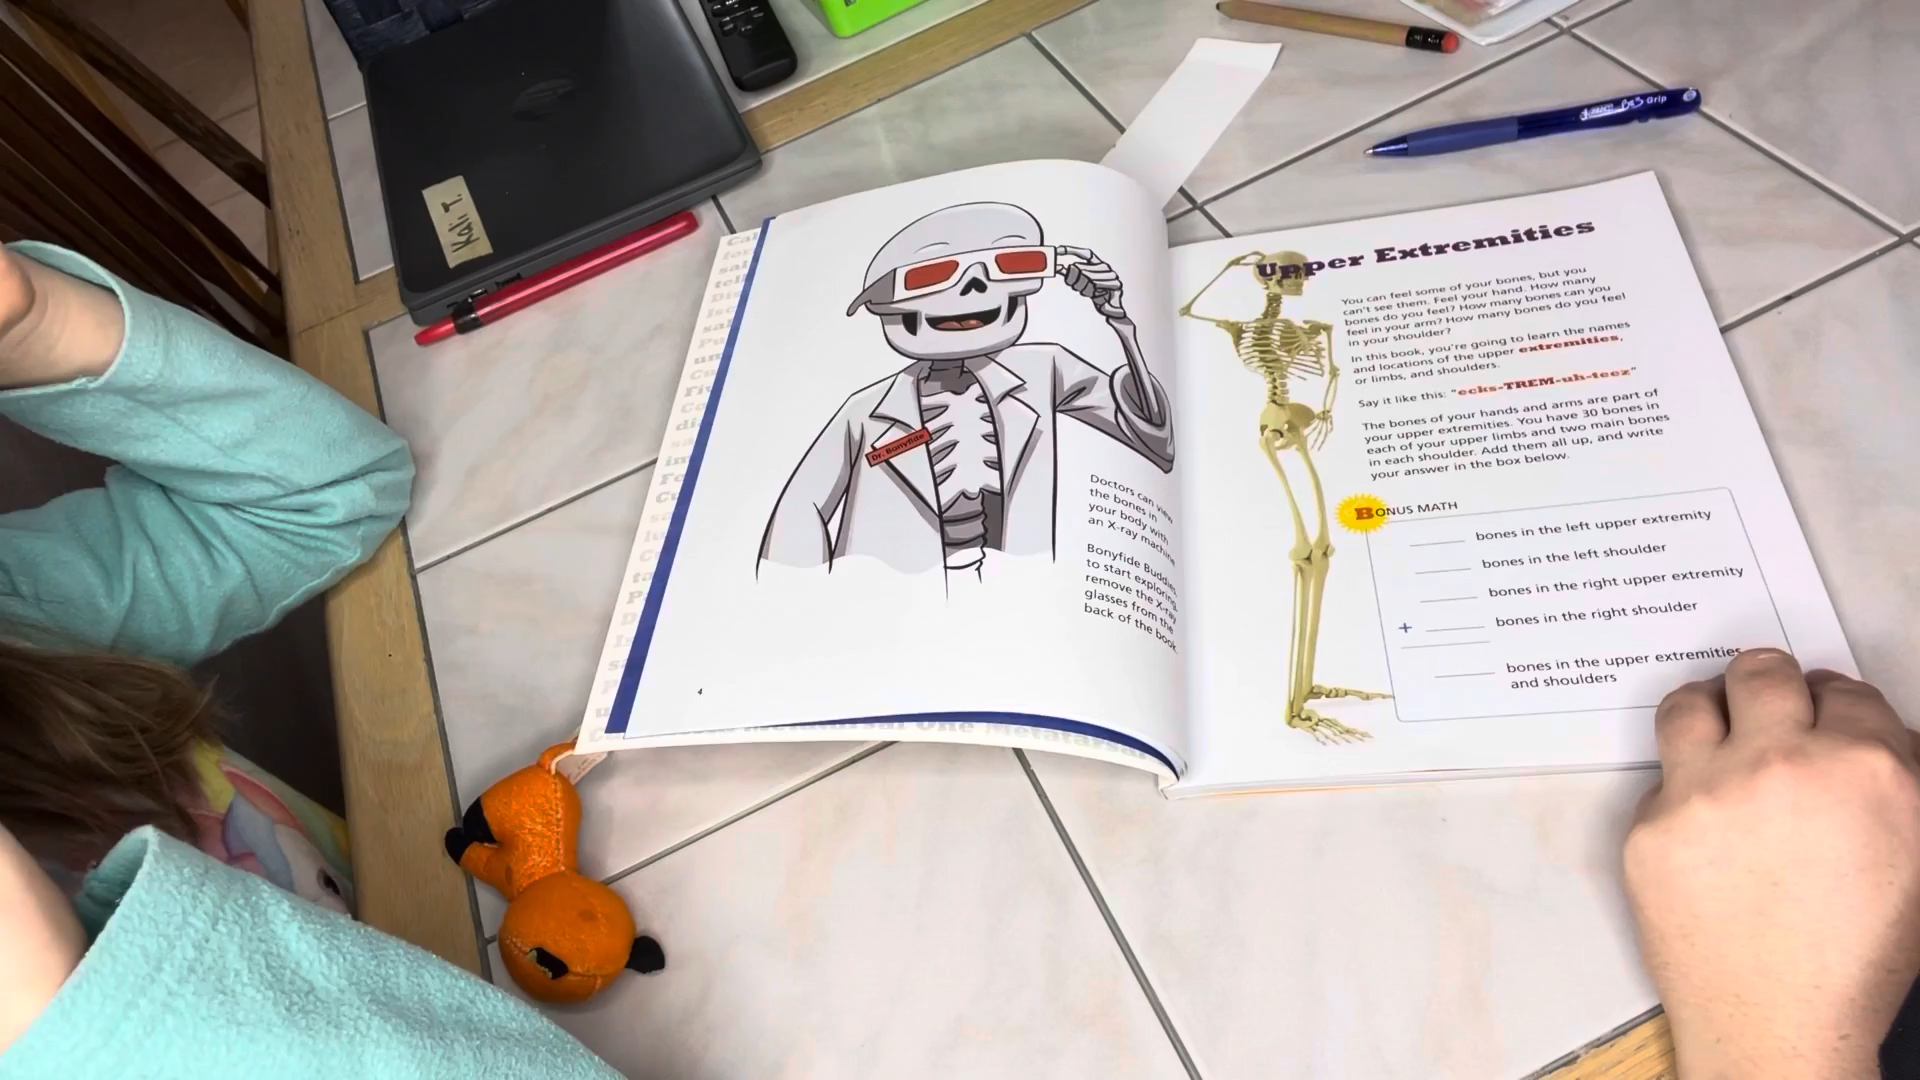 Kai T.
Grip
Dr. Bonyfide
Doctors can view
the bones in
your body with
an X-ray machine
Bonyfide Buddies,
to start exploring,
remove the X-ray
glasses from the
back of the book.
4
Metatarsal One Metatarsal
Upper Extremities
You can feel some of your bones, but you
can't see them. Feel your hand. How many
bones do you feel? How many bones can you
feel in your arm? How many bones do you feel
in your shoulder?
In this book, you're going to learn the names
and locations of the upper extremities,
or limbs, and shoulders.
Say it like this: "ecks-TREM-uh-teez"
The bones of your hands and arms are part of
your upper extremities. You have 30 bones in
each of your upper limbs and two main bones
in each shoulder. Add them all up, and write
your answer in the box below.
BONUS MATH
____ bones in the left upper extremity
____ bones in the left shoulder
____ bones in the right upper extremity
+ ____ bones in the right shoulder
____ bones in the upper extremities
and shoulders